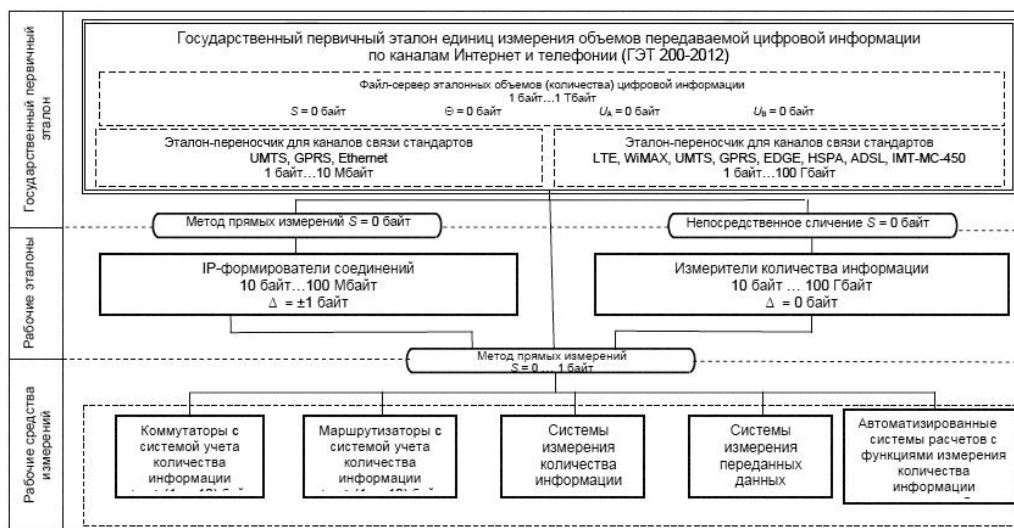 Государственный первичный эталон
Государственный первичный эталон единиц измерения объемов передаваемой цифровой информации
по каналам Интернет и телефонии (ГЭТ 200-2012)
Файл-сервер эталонных объемов (количества) цифровой информации
1 байт…1 Тбайт
S = 0 байт Θ = 0 байт U_A = 0 байт U_B = 0 байт
Эталон-переносчик для каналов связи стандартов
UMTS, GPRS, Ethernet
1 байт…10 Мбайт
Эталон-переносчик для каналов связи стандартов
LTE, WiMAX, UMTS, GPRS, EDGE, HSPA, ADSL, IMT-MC-450
1 байт…100 Гбайт
Метод прямых измерений S = 0 байт
Непосредственное сличение S = 0 байт
Рабочие эталоны
IP-формирователи соединений
10 байт…100 Мбайт
Δ = ±1 байт
Измерители количества информации
10 байт … 100 Гбайт
Δ = 0 байт
Метод прямых измерений
S = 0 … 1 байт
Рабочие средства измерений
Коммутаторы с
системой учета
количества
информации
Маршрутизаторы с
системой учета
количества
информации
Системы
измерения
количества
информации
Системы
измерения
переданных
данных
Автоматизированные
системы расчетов с
функциями измерения
количества
информации